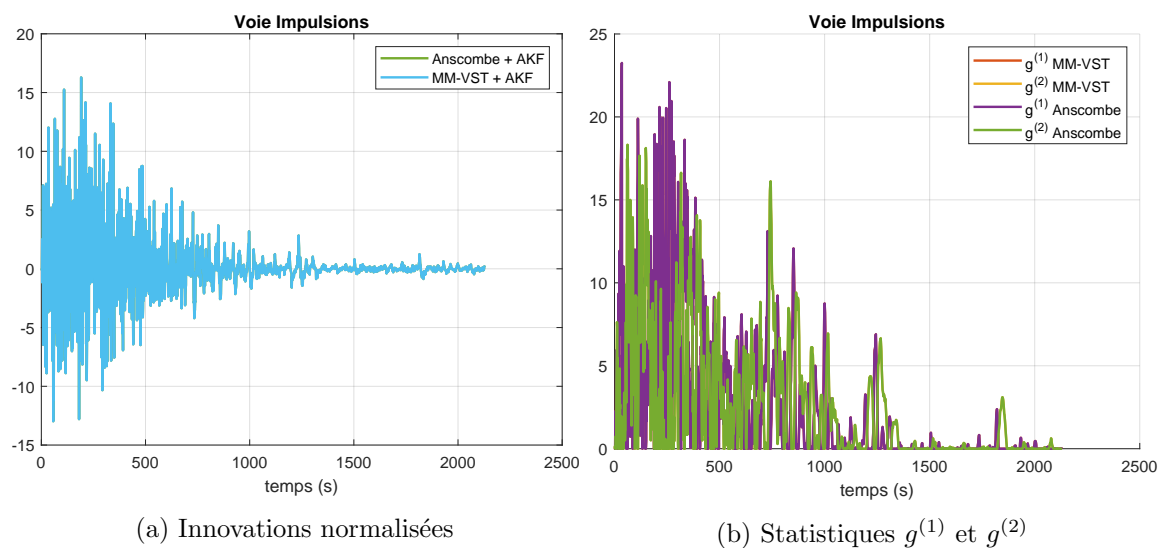 Voie Impulsions
20
15
10
5
0
-5
-10
-15
0 500 1000 1500 2000 2500
temps (s)
Anscombe + AKF
MM-VST + AKF
(a) Innovations normalisées
Voie Impulsions
25
20
15
10
5
0
0 500 1000 1500 2000 2500
temps (s)
g(1) MM-VST
g(2) MM-VST
g(1) Anscombe
g(2) Anscombe
(b) Statistiques g(1) et g(2)